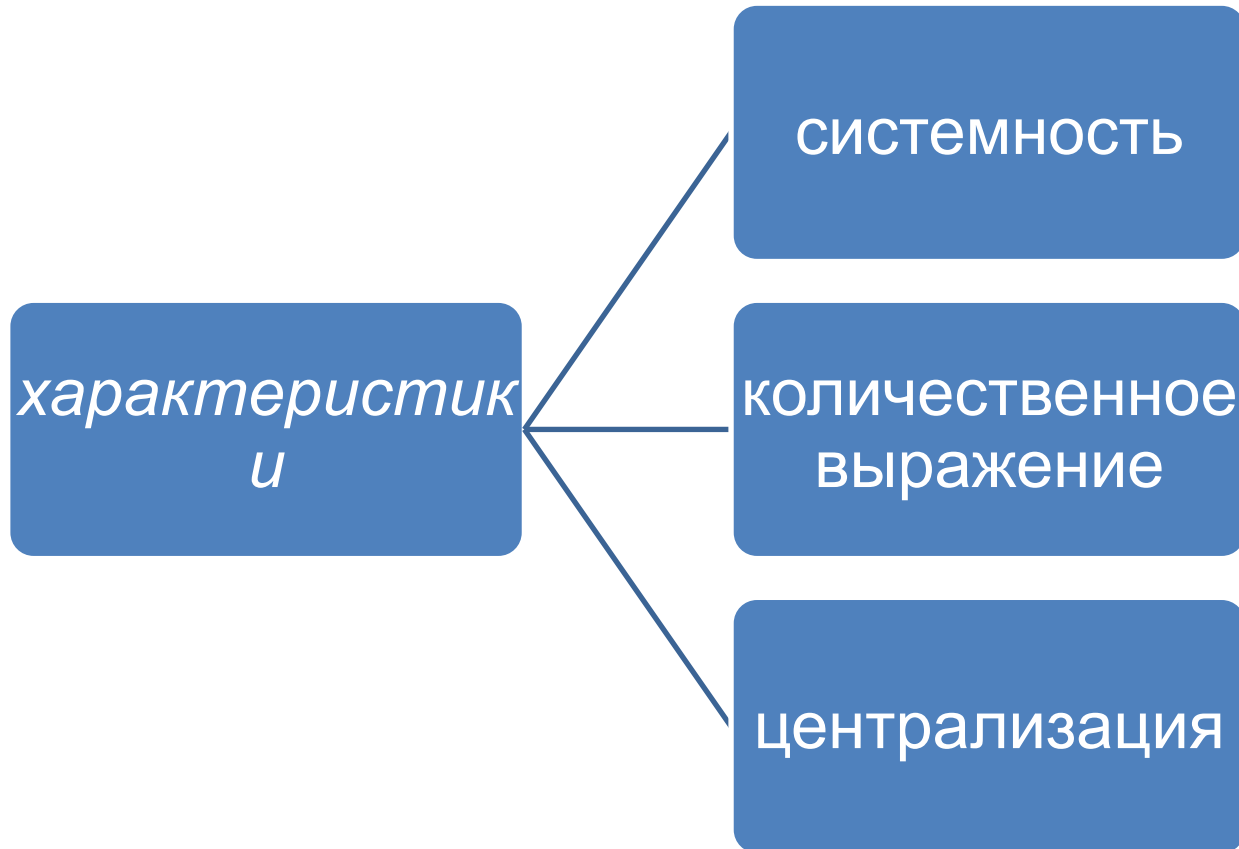 системность
характеристик
и
количественное
выражение
централизация